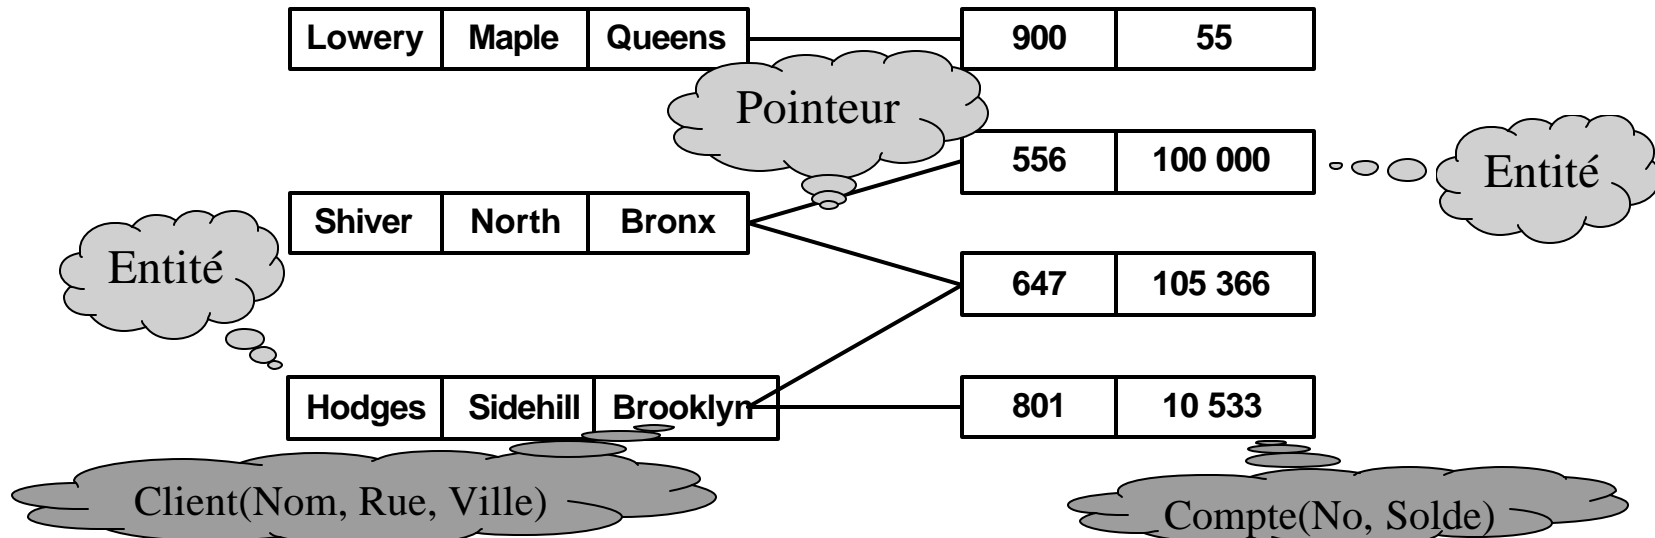 Lowery Maple Queens 900 55
Pointeur
556 100 000
Entité
Shiver North Bronx
Entité
647 105 366
Hodges Sidehill Brooklyn 801 10 533
Client(Nom, Rue, Ville)
Compte(No, Solde)